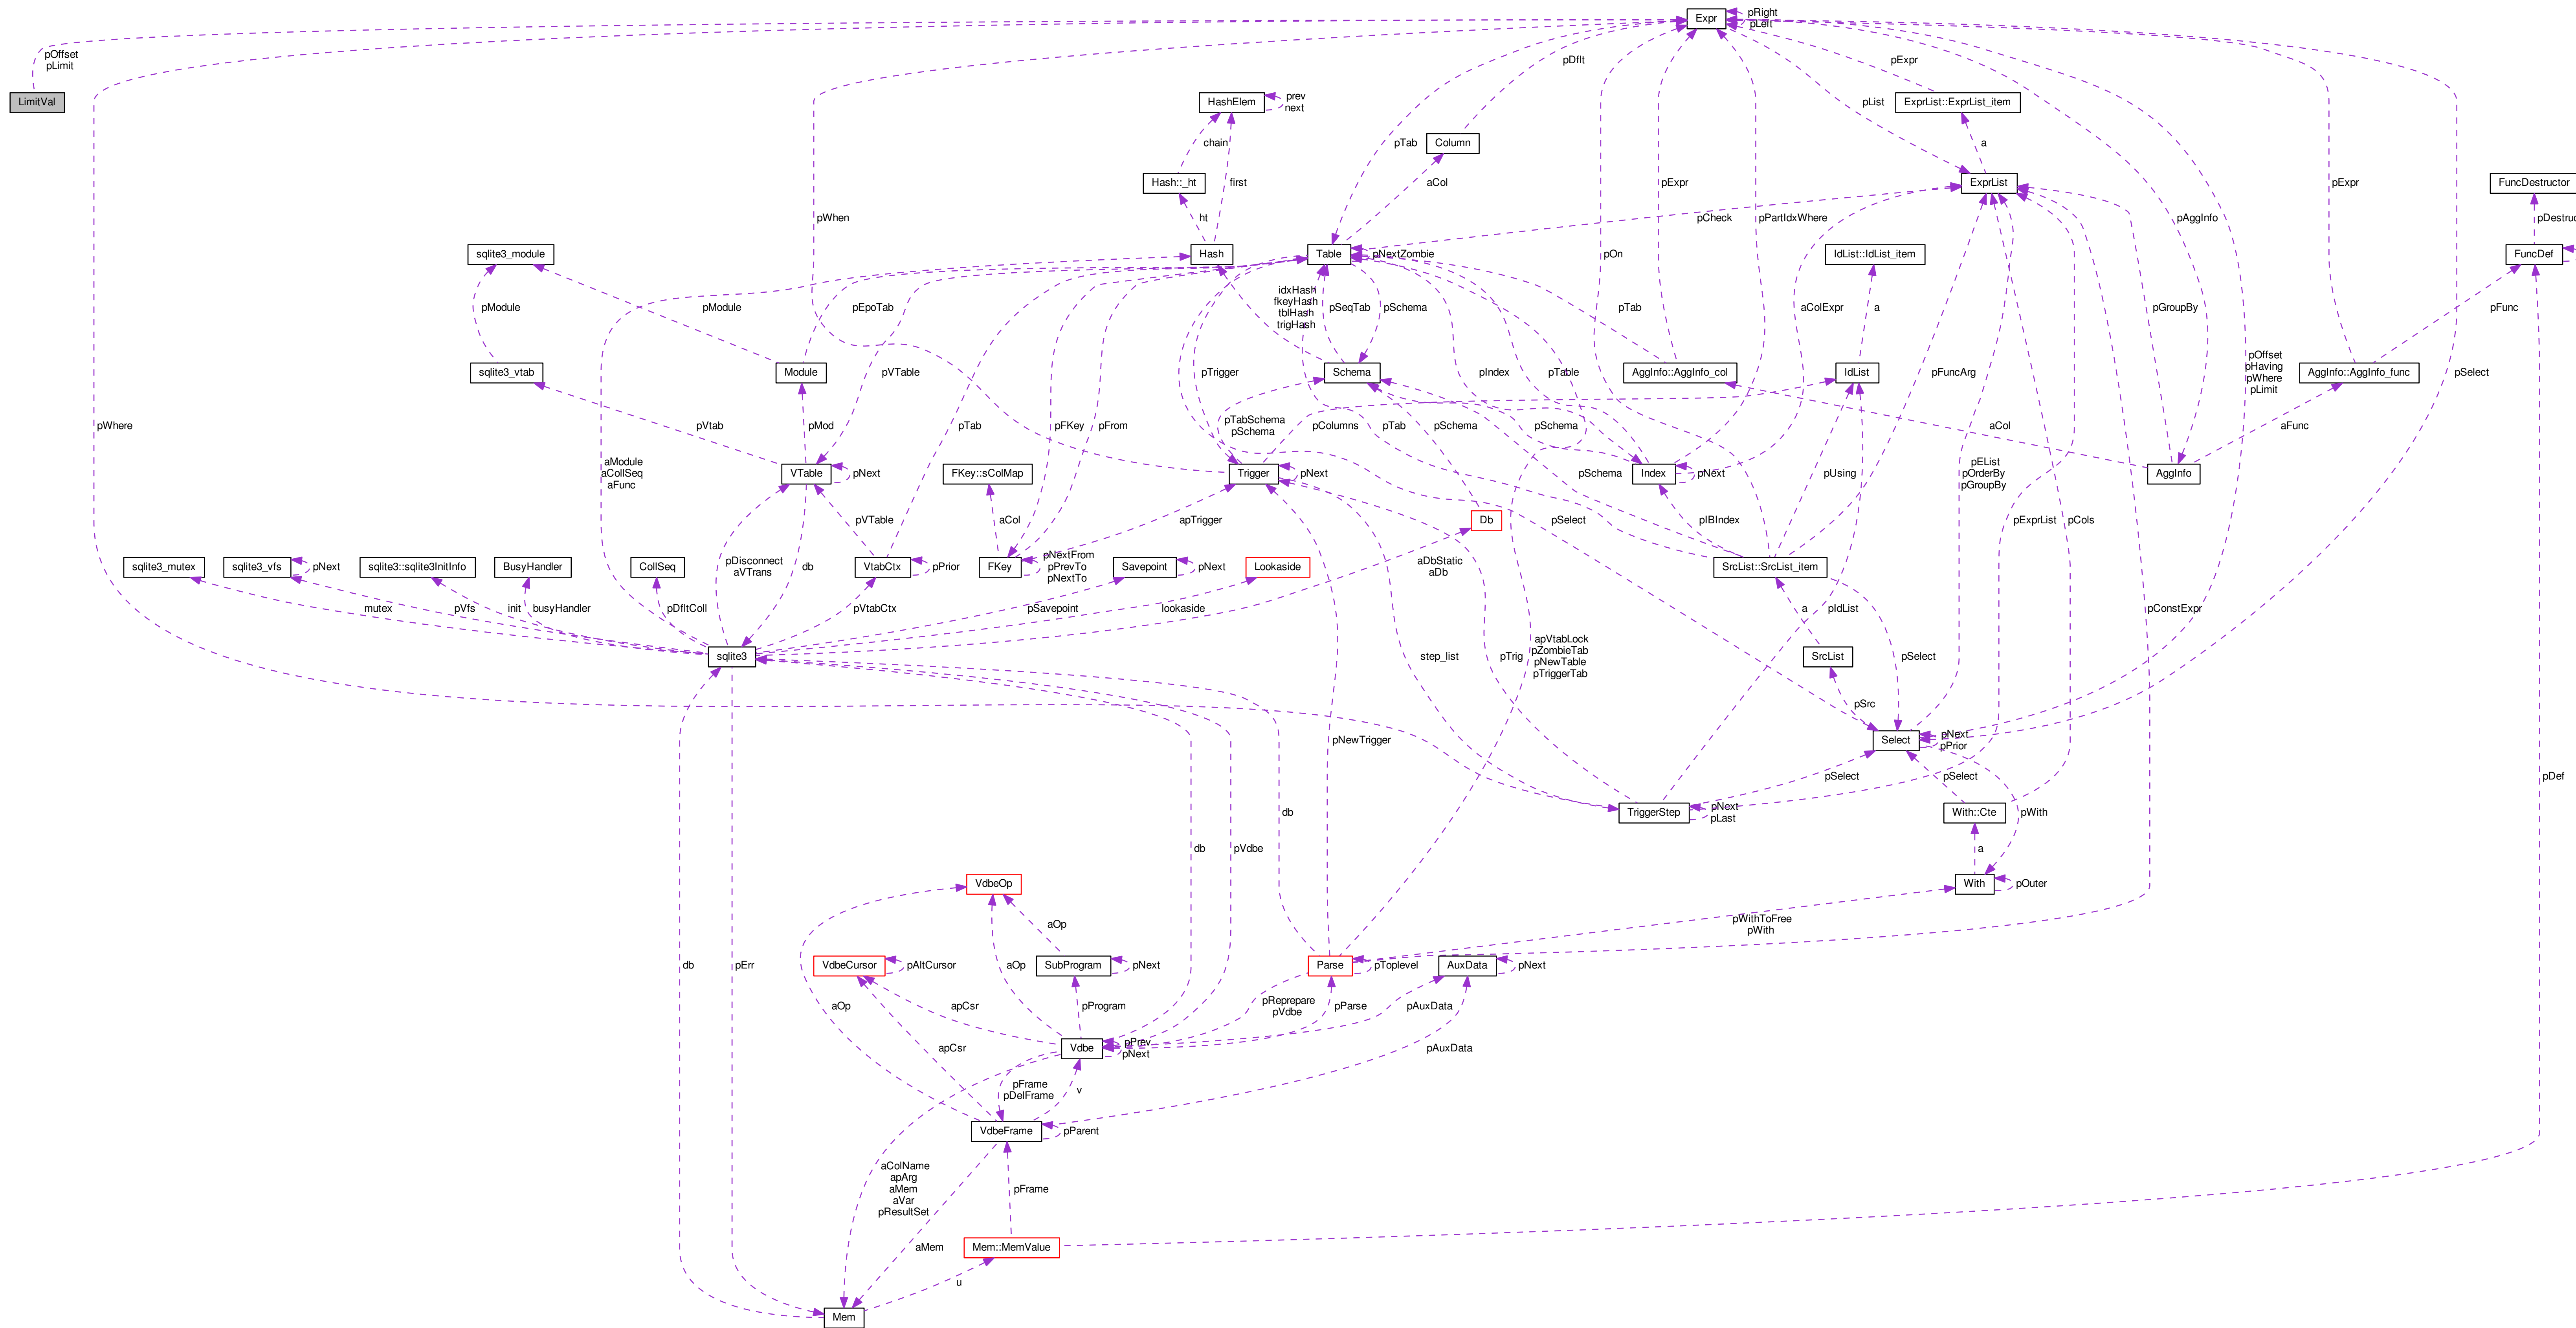 Expr
pRight
pLeft
pOffset
pLimit
LimitVal
pDflt
pExpr
HashElem
prev
next
pList
ExprList::ExprList_item
chain
Column
pTab
a
Hash::_ht
first
aCol
pExpr
ExprList
pExpr
FuncDestructor
ht
pWhen
pCheck
pPartIdxWhere
pAggInfo
pDestruc
sqlite3_module
Hash
Table
pNextZombie
pOn
IdList::IdList_item
FuncDef
idxHash
fkeyHash
tblHash
trigHash
pModule
pModule
pEpoTab
pSeqTab
pSchema
pTab
aColExpr
a
pGroupBy
pFunc
sqlite3_vtab
Module
pVTable
pTrigger
Schema
pIndex
pTable
AggInfo::AggInfo_col
pFuncArg
IdList
pOffset
pHaving
pWhere
pLimit
AggInfo::AggInfo_func
pSelect
pWhere
pVtab
pMod
pTab
pFKey
pFrom
pTabSchema
pSchema
pColumns
pTab
pSchema
pSchema
aCol
aFunc
aModule
aCollSeq
aFunc
VTable
pNext
FKey::sColMap
Trigger
pNext
pSchema
Index
pNext
pUsing
pEList
pOrderBy
pGroupBy
AggInfo
pVTable
aCol
apTrigger
Db
pSelect
pIBIndex
pExprList
pCols
sqlite3_mutex
sqlite3_vfs
pNext
sqlite3::sqlite3InitInfo
BusyHandler
CollSeq
pDisconnect
aVTrans
db
VtabCtx
pPrior
FKey
pNextFrom
pPrevTo
pNextTo
Savepoint
pNext
Lookaside
aDbStatic
aDb
SrcList::SrcList_item
mutex
pVfs
init
busyHandler
pDfltColl
pVtabCtx
pSavepoint
lookaside
a
pIdList
pConstExpr
sqlite3
step_list
pTrig
apVtabLock
pZombieTab
pNewTable
pTriggerTab
SrcList
pSelect
pSrc
pNewTrigger
Select
pNext
pPrior
pSelect
pSelect
pDef
db
TriggerStep
pNext
pLast
With::Cte
pWith
db
pVdbe
a
VdbeOp
With
pOuter
aOp
pWithToFree
pWith
db
pErr
VdbeCursor
pAltCursor
aOp
SubProgram
pNext
Parse
pToplevel
AuxData
pNext
aOp
apCsr
pProgram
pReprepare
pVdbe
pParse
pAuxData
apCsr
Vdbe
pPrev
pNext
pAuxData
pFrame
pDelFrame
v
VdbeFrame
pParent
aColName
apArg
aMem
aVar
pResultSet
pFrame
aMem
Mem::MemValue
u
Mem